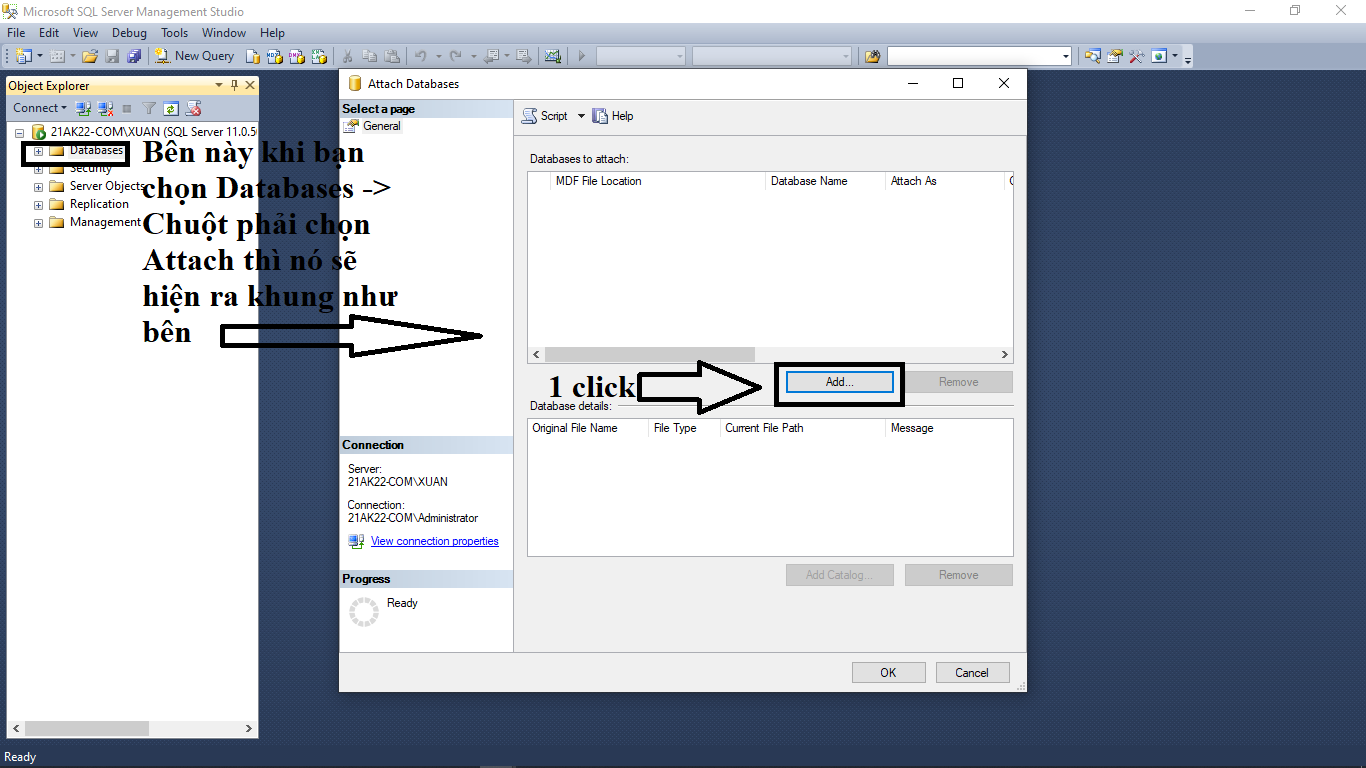 Microsoft SQL Server Management Studio
File Edit View Debug Tools Window Help
New Query
Object Explorer
Connect
21AK22-COM\XUAN (SQL Server 11.0.50
Databases
Security
Server Objects
Replication
Management
Bên này khi bạn
chọn Databases ->
Chuột phải chọn
Attach thì nó sẽ
hiện ra khung như
bên
Attach Databases
Select a page
General
Script Help
Databases to attach:
MDF File Location Database Name Attach As
1 click
Add... Remove
Database details:
Original File Name File Type Current File Path Message
Connection
Server:
21AK22-COM\XUAN
Connection:
21AK22-COM\Administrator
View connection properties
Add Catalog... Remove
Progress
Ready
OK Cancel
Ready